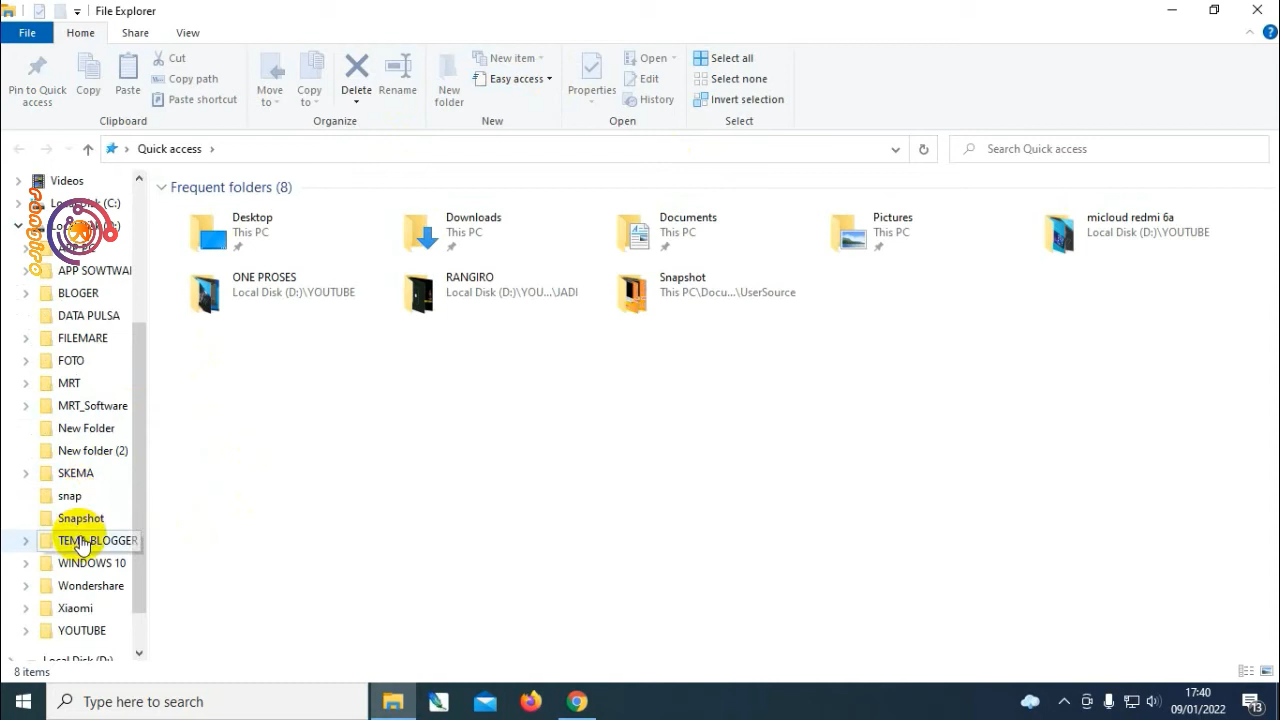 File Explorer
File Home Share View
Pin to Quick access
Copy
Paste
Cut
Copy path
Paste shortcut
Clipboard
Move to
Copy to
Delete
Rename
Organize
New folder
New item
Easy access
New
Properties
Open
Edit
History
Open
Select all
Select none
Invert selection
Select
Quick access
Search Quick access
Videos
Local Disk (C:)
APP SOWTWA
BLOGER
DATA PULSA
FILEMARE
FOTO
MRT
MRT_Software
New Folder
New folder (2)
SKEMA
snap
Snapshot
BLOGGER
WINDOWS 10
Wondershare
Xiaomi
YOUTUBE
Local Disk (D:)
Frequent folders (8)
Desktop
This PC
Downloads
This PC
Documents
This PC
Pictures
This PC
micloud redmi 6a
Local Disk (D:)\YOUTUBE
ONE PROSES
Local Disk (D:)\YOUTUBE
RANGIRO
Local Disk (D:)\YOU...\JADI
Snapshot
This PC\Docu...\UserSource
8 items
Type here to search
17:40
09/01/2022
13